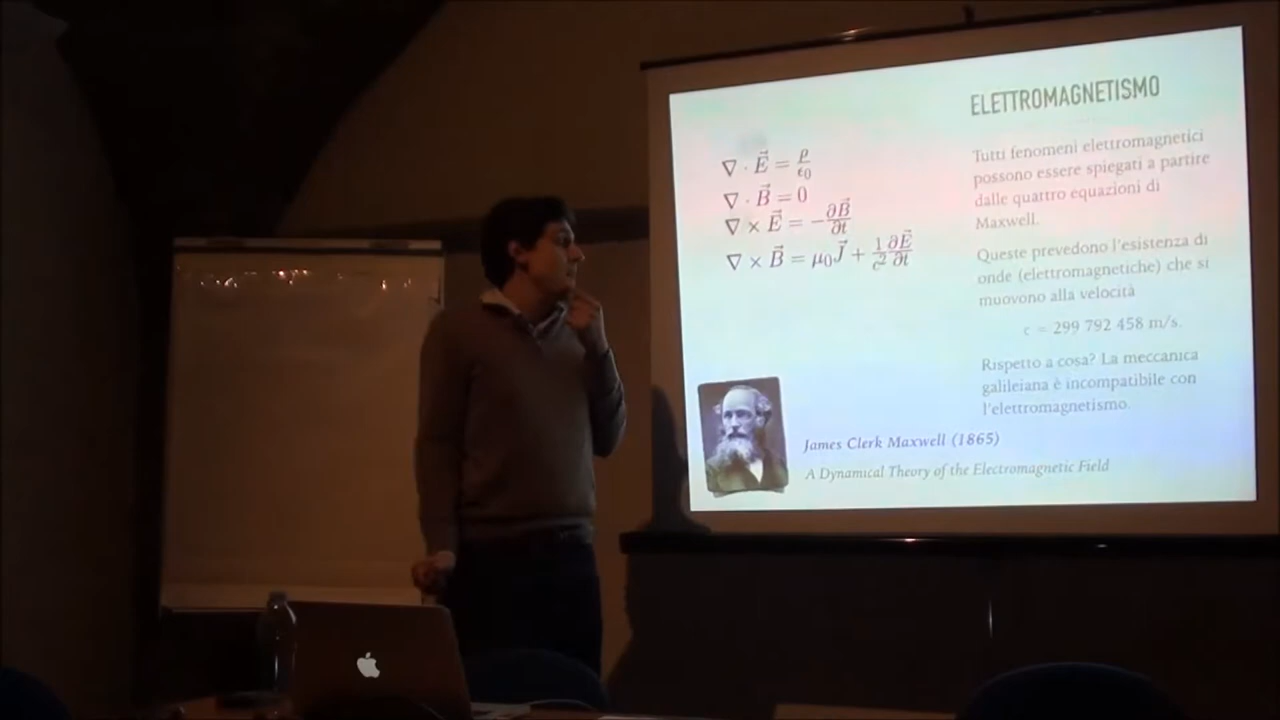 ELETTROMAGNETISMO
∇ · E⃗ = ρ/ϵ₀
∇ · B⃗ = 0
∇ × E⃗ = −∂B⃗/∂t
∇ × B⃗ = μ₀J⃗ + 1/c² ∂E⃗/∂t
Tutti fenomeni elettromagnetici
possono essere spiegati a partire
dalle quattro equazioni di
Maxwell.
Queste prevedono l'esistenza di
onde (elettromagnetiche) che si
muovono alla velocità
c = 299 792 458 m/s.
Rispetto a cosa? La meccanica
galileiana è incompatibile con
l'elettromagnetismo.
James Clerk Maxwell (1865)
A Dynamical Theory of the Electromagnetic Field